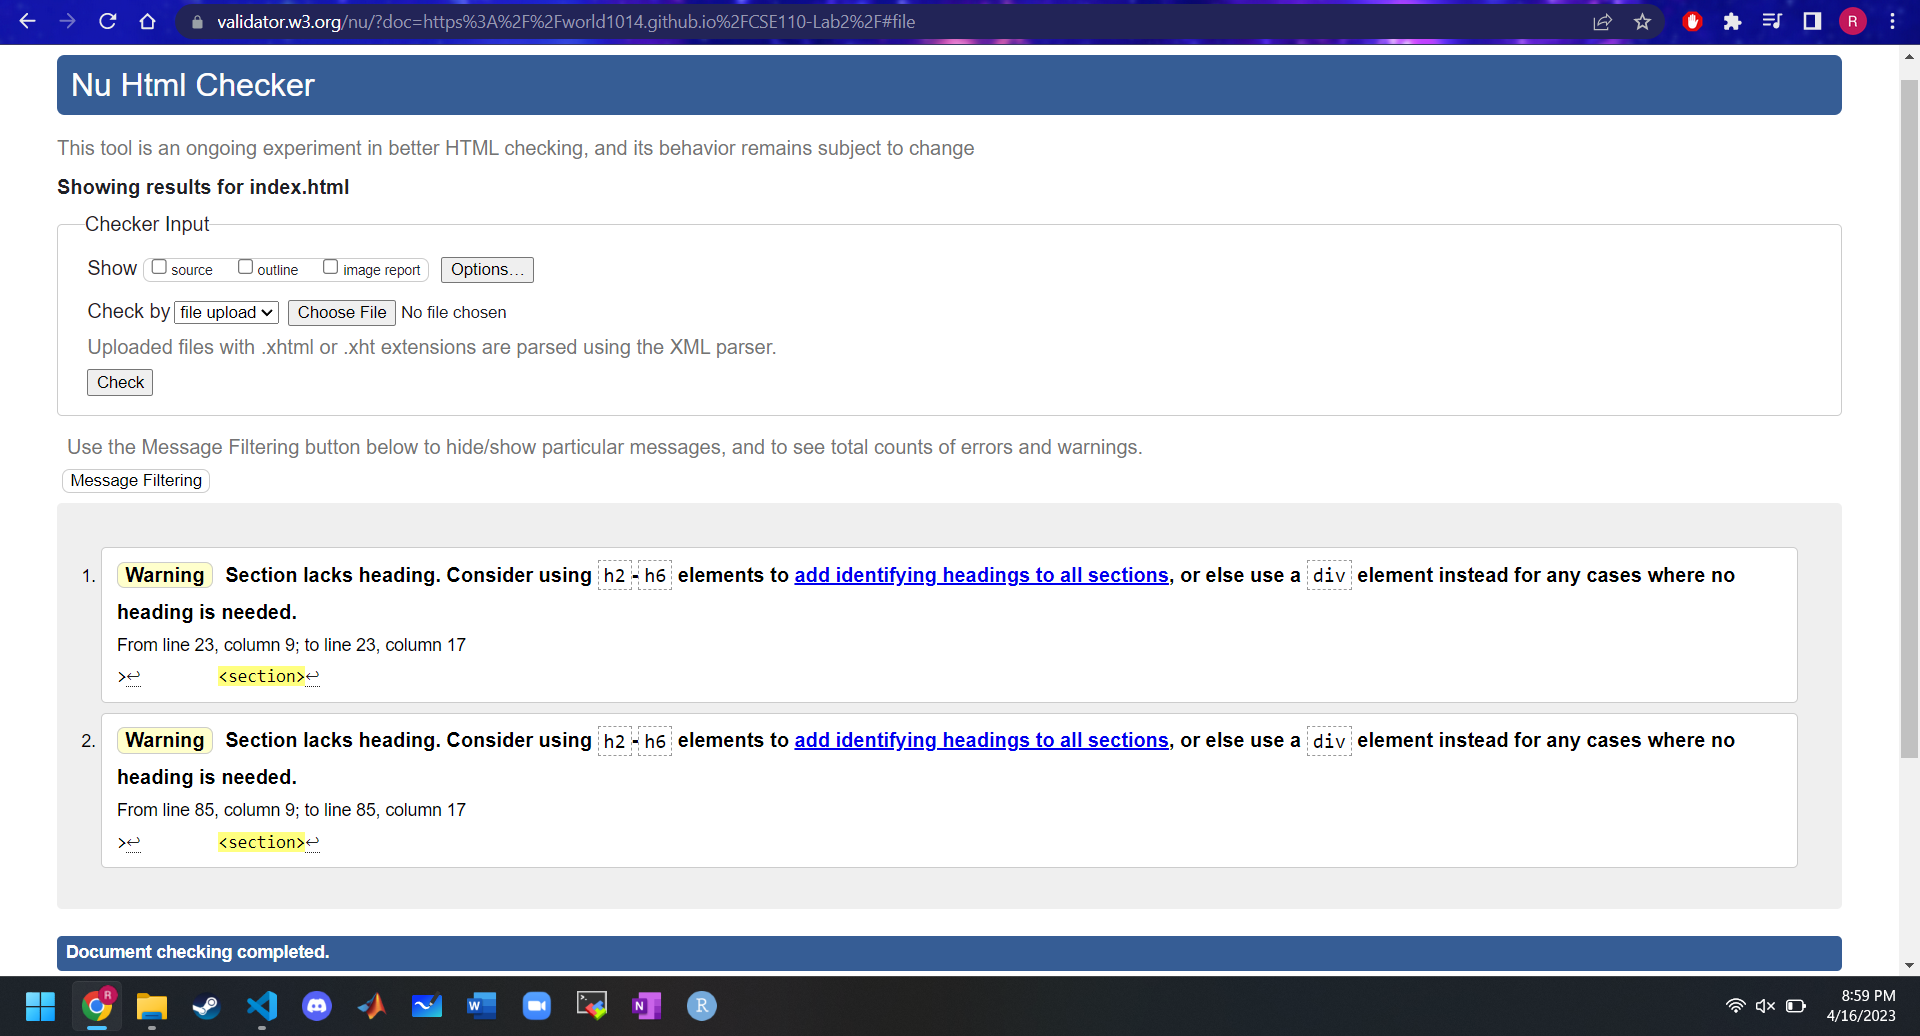 validator.w3.org/nu/?doc=https%3A%2F%2Fworld1014.github.io%2FCSE110-Lab2%2F#file
R
Nu Html Checker
This tool is an ongoing experiment in better HTML checking, and its behavior remains subject to change
Showing results for index.html
Checker Input
Show source outline image report Options…
Check by file upload Choose File No file chosen
Uploaded files with .xhtml or .xht extensions are parsed using the XML parser.
Check
Use the Message Filtering button below to hide/show particular messages, and to see total counts of errors and warnings.
Message Filtering
1. Warning Section lacks heading. Consider using h2-h6 elements to add identifying headings to all sections, or else use a div element instead for any cases where no
heading is needed.
From line 23, column 9; to line 23, column 17
>↩ <section>↩
2. Warning Section lacks heading. Consider using h2-h6 elements to add identifying headings to all sections, or else use a div element instead for any cases where no
heading is needed.
From line 85, column 9; to line 85, column 17
>↩ <section>↩
Document checking completed.
R W N R
8:59 PM
4/16/2023